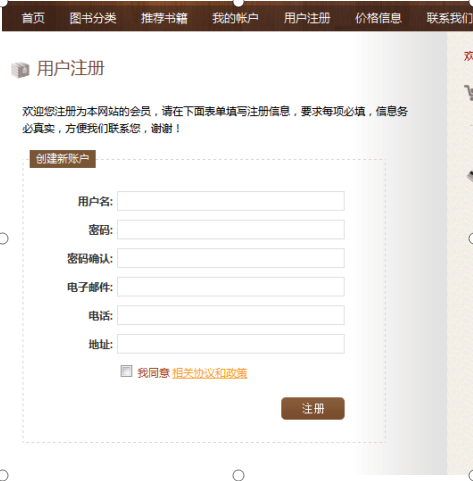 首页 图书分类 推荐书籍 我的帐户 用户注册 价格信息 联系我们
用户注册
欢迎您注册为本网站的会员，请在下面表单填写注册信息，要求每项必填，信息务
必真实，方便我们联系您，谢谢！
创建新账户
用户名:
密码:
密码确认:
电子邮件:
电话:
地址:
我同意 相关协议和政策
注册